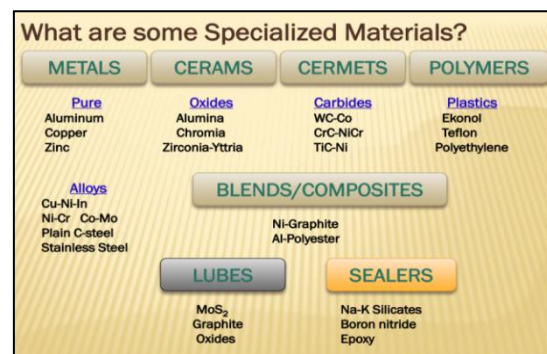 What are some Specialized Materials?
METALS
CERAMS
CERMETS
POLYMERS
Pure
Aluminum
Copper
Zinc
Oxides
Alumina
Chromia
Zirconia-Yttria
Carbides
WC-Co
CrC-NiCr
TiC-Ni
Plastics
Ekonol
Teflon
Polyethylene
Alloys
Cu-Ni-In
Ni-Cr Co-Mo
Plain C-steel
Stainless Steel
BLENDS/COMPOSITES
Ni-Graphite
Al-Polyester
LUBES
MoS₂
Graphite
Oxides
SEALERS
Na-K Silicates
Boron nitride
Epoxy